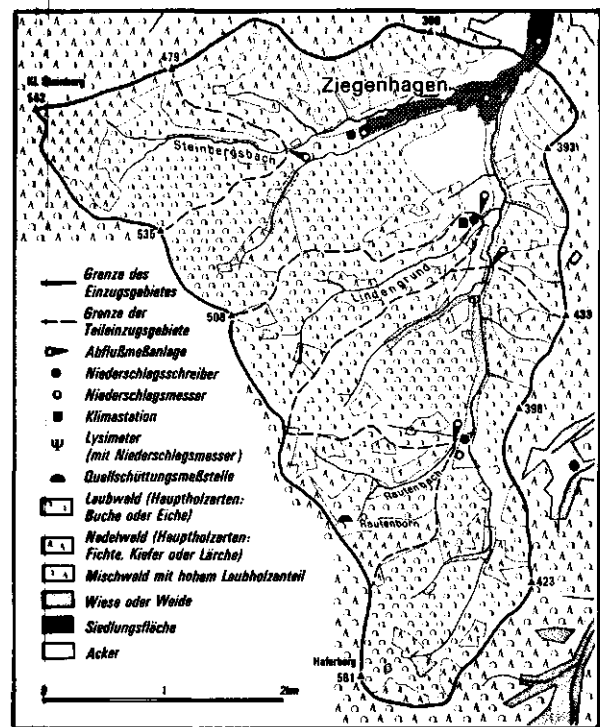 479
Kl. Steinberg
542
Ziegenhagen
Steinbergsbach
393
535
Lindengrund
508
433
398
Rautenbach
Rautenborn
423
Haferberg
581
Grenze des
Einzugsgebietes
Grenze der
Teileinzugsgebiete
Abflußmeßanlage
Niederschlagsschreiber
Niederschlagsmesser
Klimastation
Lysimeter
(mit Niederschlagsmesser)
Quellschüttungsmeßstelle
Laubwald (Hauptholzarten:
Buche oder Eiche)
Nadelwald (Hauptholzarten:
Fichte, Kiefer oder Lärche)
Mischwald mit hohem Laubholzanteil
Wiese oder Weide
Siedlungsfläche
Acker
0 1 2km